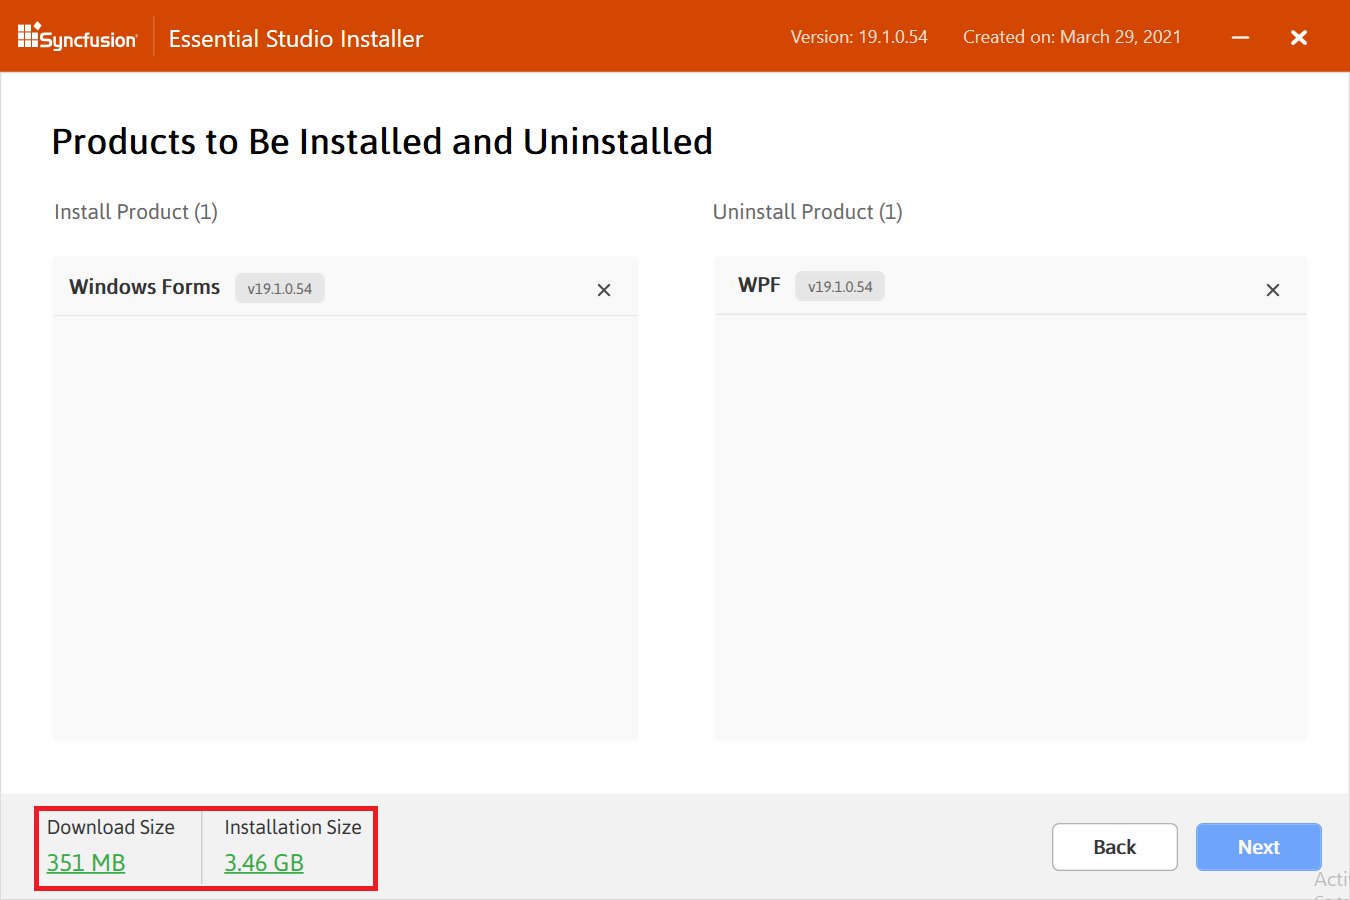 Syncfusion Essential Studio Installer Version: 19.1.0.54 Created on: March 29, 2021
Products to Be Installed and Uninstalled
Install Product (1) Uninstall Product (1)
Windows Forms v19.1.0.54 WPF v19.1.0.54
Download Size Installation Size
351 MB 3.46 GB
Back Next
Acti